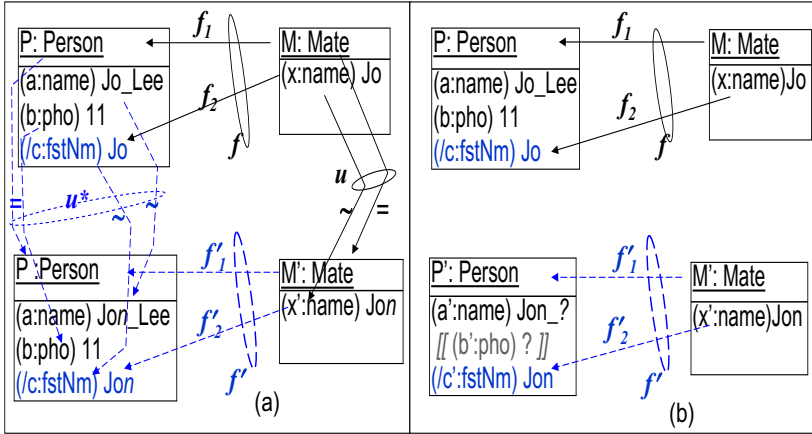 P: Person
(a:name) Jo_Lee
(b:pho) 11
(/c:fstNm) Jo
f1
f2
f
M: Mate
(x:name) Jo
u
~
=
=
u*
~
~
P': Person
(a:name) Jon_Lee
(b:pho) 11
(/c:fstNm) Jon
f'1
f'2
f'
M': Mate
(x':name) Jon
(a)
P: Person
(a:name) Jo_Lee
(b:pho) 11
(/c:fstNm) Jo
f1
f2
f
M: Mate
(x:name)Jo
P': Person
(a':name) Jon_?
[[ (b':pho) ? ]]
(/c':fstNm) Jon
f'1
f'2
f'
M': Mate
(x':name)Jon
(b)